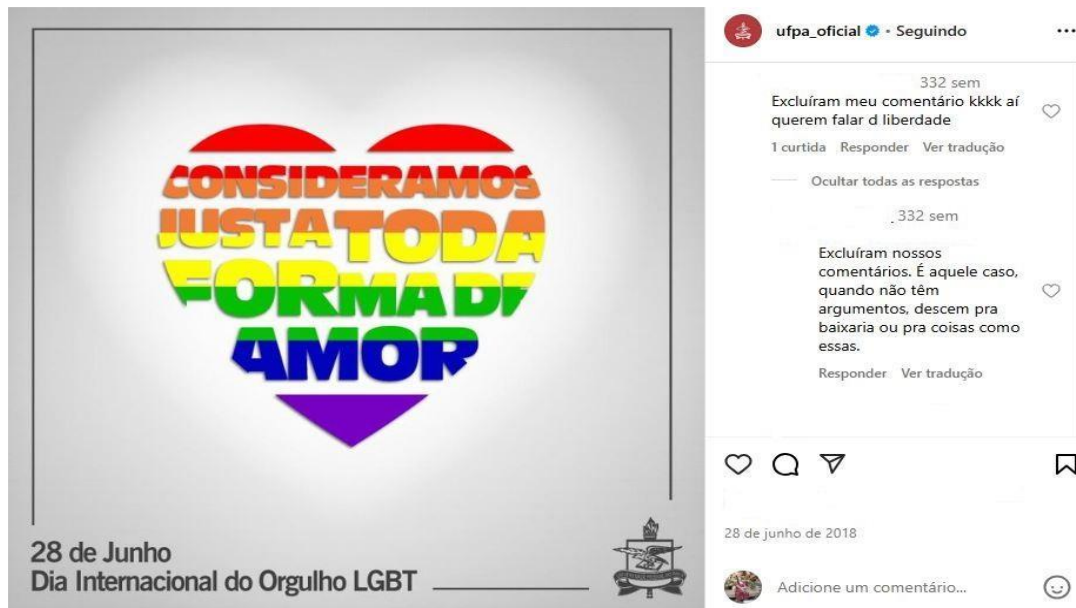 CONSIDERAMOS
JUSTA TODA
FORMA DE
AMOR
28 de Junho
Dia Internacional do Orgulho LGBT
ufpa_oficial • Seguindo
332 sem
Excluíram meu comentário kkkk aí
querem falar d liberdade
1 curtida Responder Ver tradução
Ocultar todas as respostas
332 sem
Excluíram nossos
comentários. É aquele caso,
quando não têm
argumentos, descem pra
baixaria ou pra coisas como
essas.
Responder Ver tradução
28 de junho de 2018
Adicione um comentário...